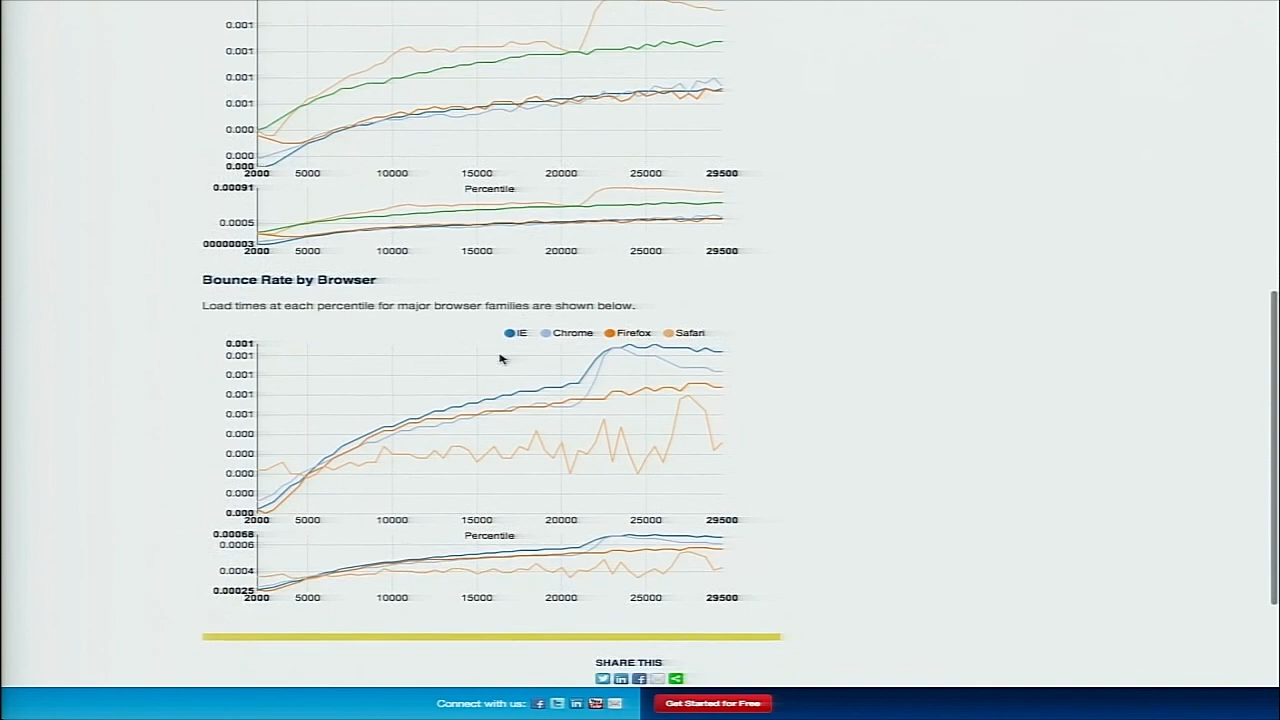 0.001
0.001
0.001
0.001
0.000
0.000
0.000
2000 5000 10000 15000 20000 25000 29500
0.00091 Percentile
0.0005
00000003
2000 5000 10000 15000 20000 25000 29500
Bounce Rate by Browser
Load times at each percentile for major browser families are shown below.
IE Chrome Firefox Safari
0.001
0.001
0.001
0.001
0.001
0.000
0.000
0.000
0.000
0.000
2000 5000 10000 15000 20000 25000 29500
0.00068 Percentile
0.0006
0.0004
0.00025
2000 5000 10000 15000 20000 25000 29500
SHARE THIS
Connect with us: Get Started for Free